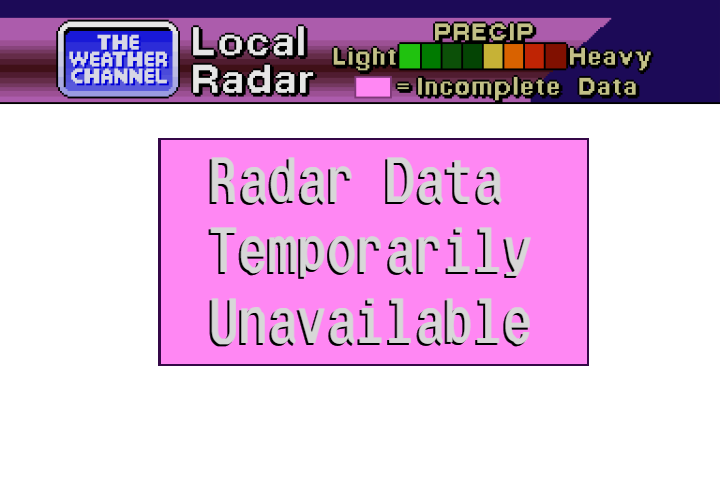 THE
WEATHER
CHANNEL
Local
Radar
PRECIP
Light Heavy
= Incomplete Data
Radar Data
Temporarily
Unavailable